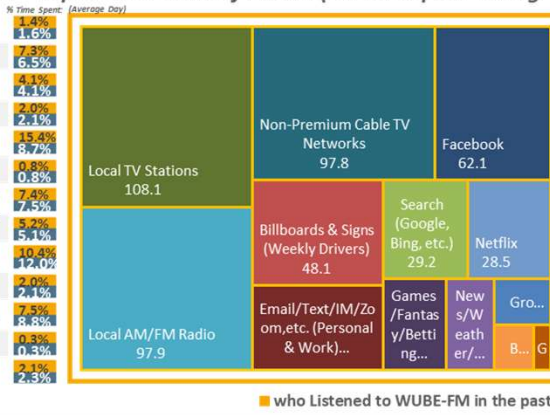 % Time Spent: (Average Day)
1.4%
1.6%
7.3%
6.5%
4.1%
4.1%
2.0%
2.1%
15.4%
8.7%
0.8%
0.8%
7.4%
7.5%
5.2%
5.1%
10.4%
12.0%
2.0%
2.1%
7.5%
8.8%
0.3%
0.3%
2.1%
2.3%
Local TV Stations
108.1
Non-Premium Cable TV
Networks
97.8
Facebook
62.1
Local AM/FM Radio
97.9
Billboards & Signs
(Weekly Drivers)
48.1
Search
(Google,
Bing, etc.)
29.2
Netflix
28.5
Email/Text/IM/Zo
om,etc. (Personal
& Work)...
Games
/Fantas
y/Betti
ng...
New
s/W
eath
er/...
Gro...
B...
G
who Listened to WUBE-FM in the past